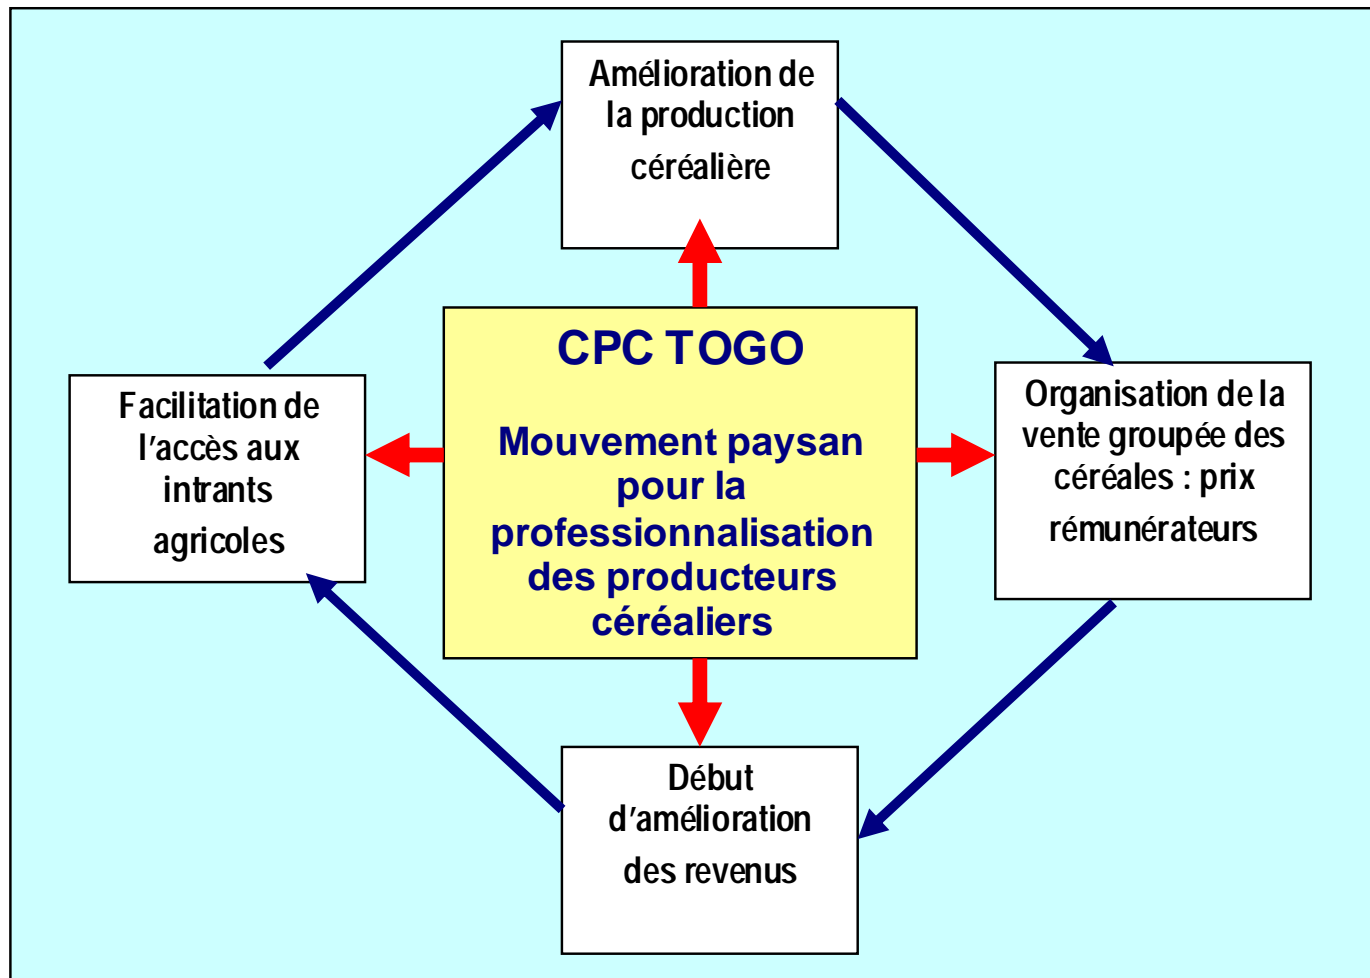 Amélioration de
la production
céréalière
CPC TOGO
Mouvement paysan
pour la
professionnalisation
des producteurs
céréaliers
Facilitation de
l'accès aux
intrants
agricoles
Organisation de la
vente groupée des
céréales : prix
rémunérateurs
Début
d'amélioration
des revenus